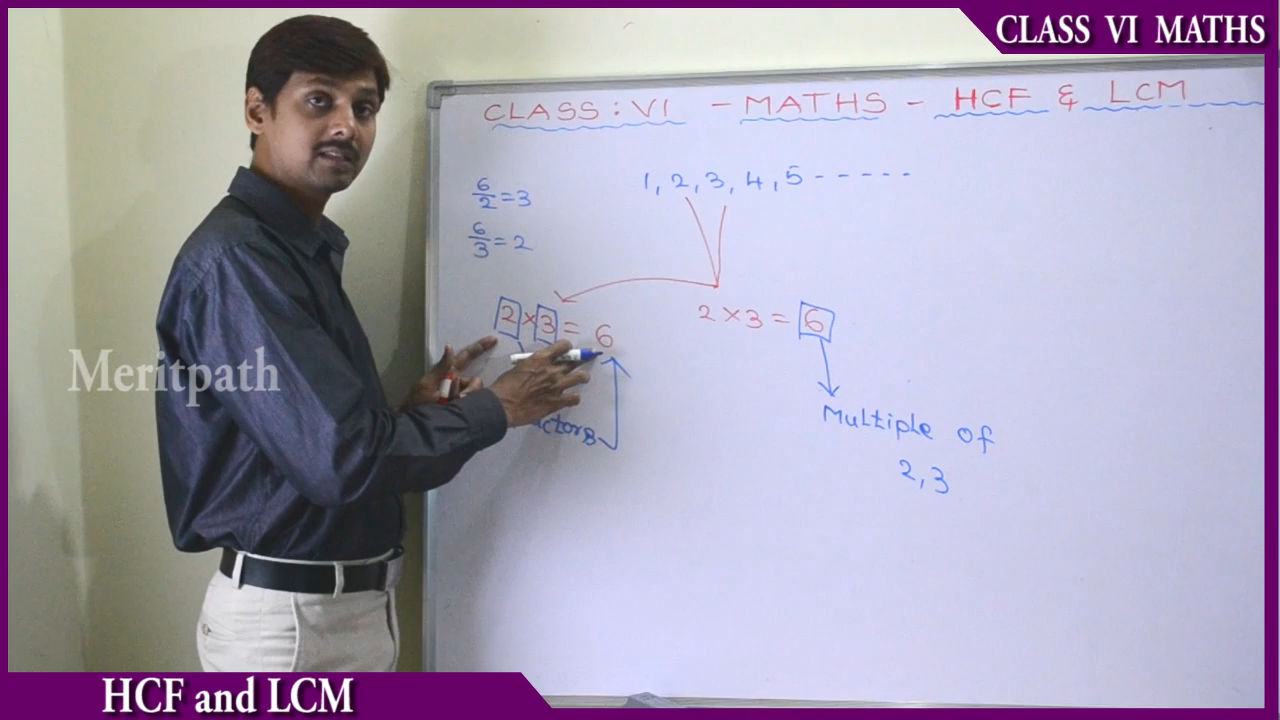 CLASS VI MATHS
CLASS : VI - MATHS - HCF & LCM
1, 2, 3, 4, 5 - - - - -
6/2 = 3
6/3 = 2
2 × 3 = 6
2 × 3 = 6
Multiple of
2, 3
Meritpath
HCF and LCM